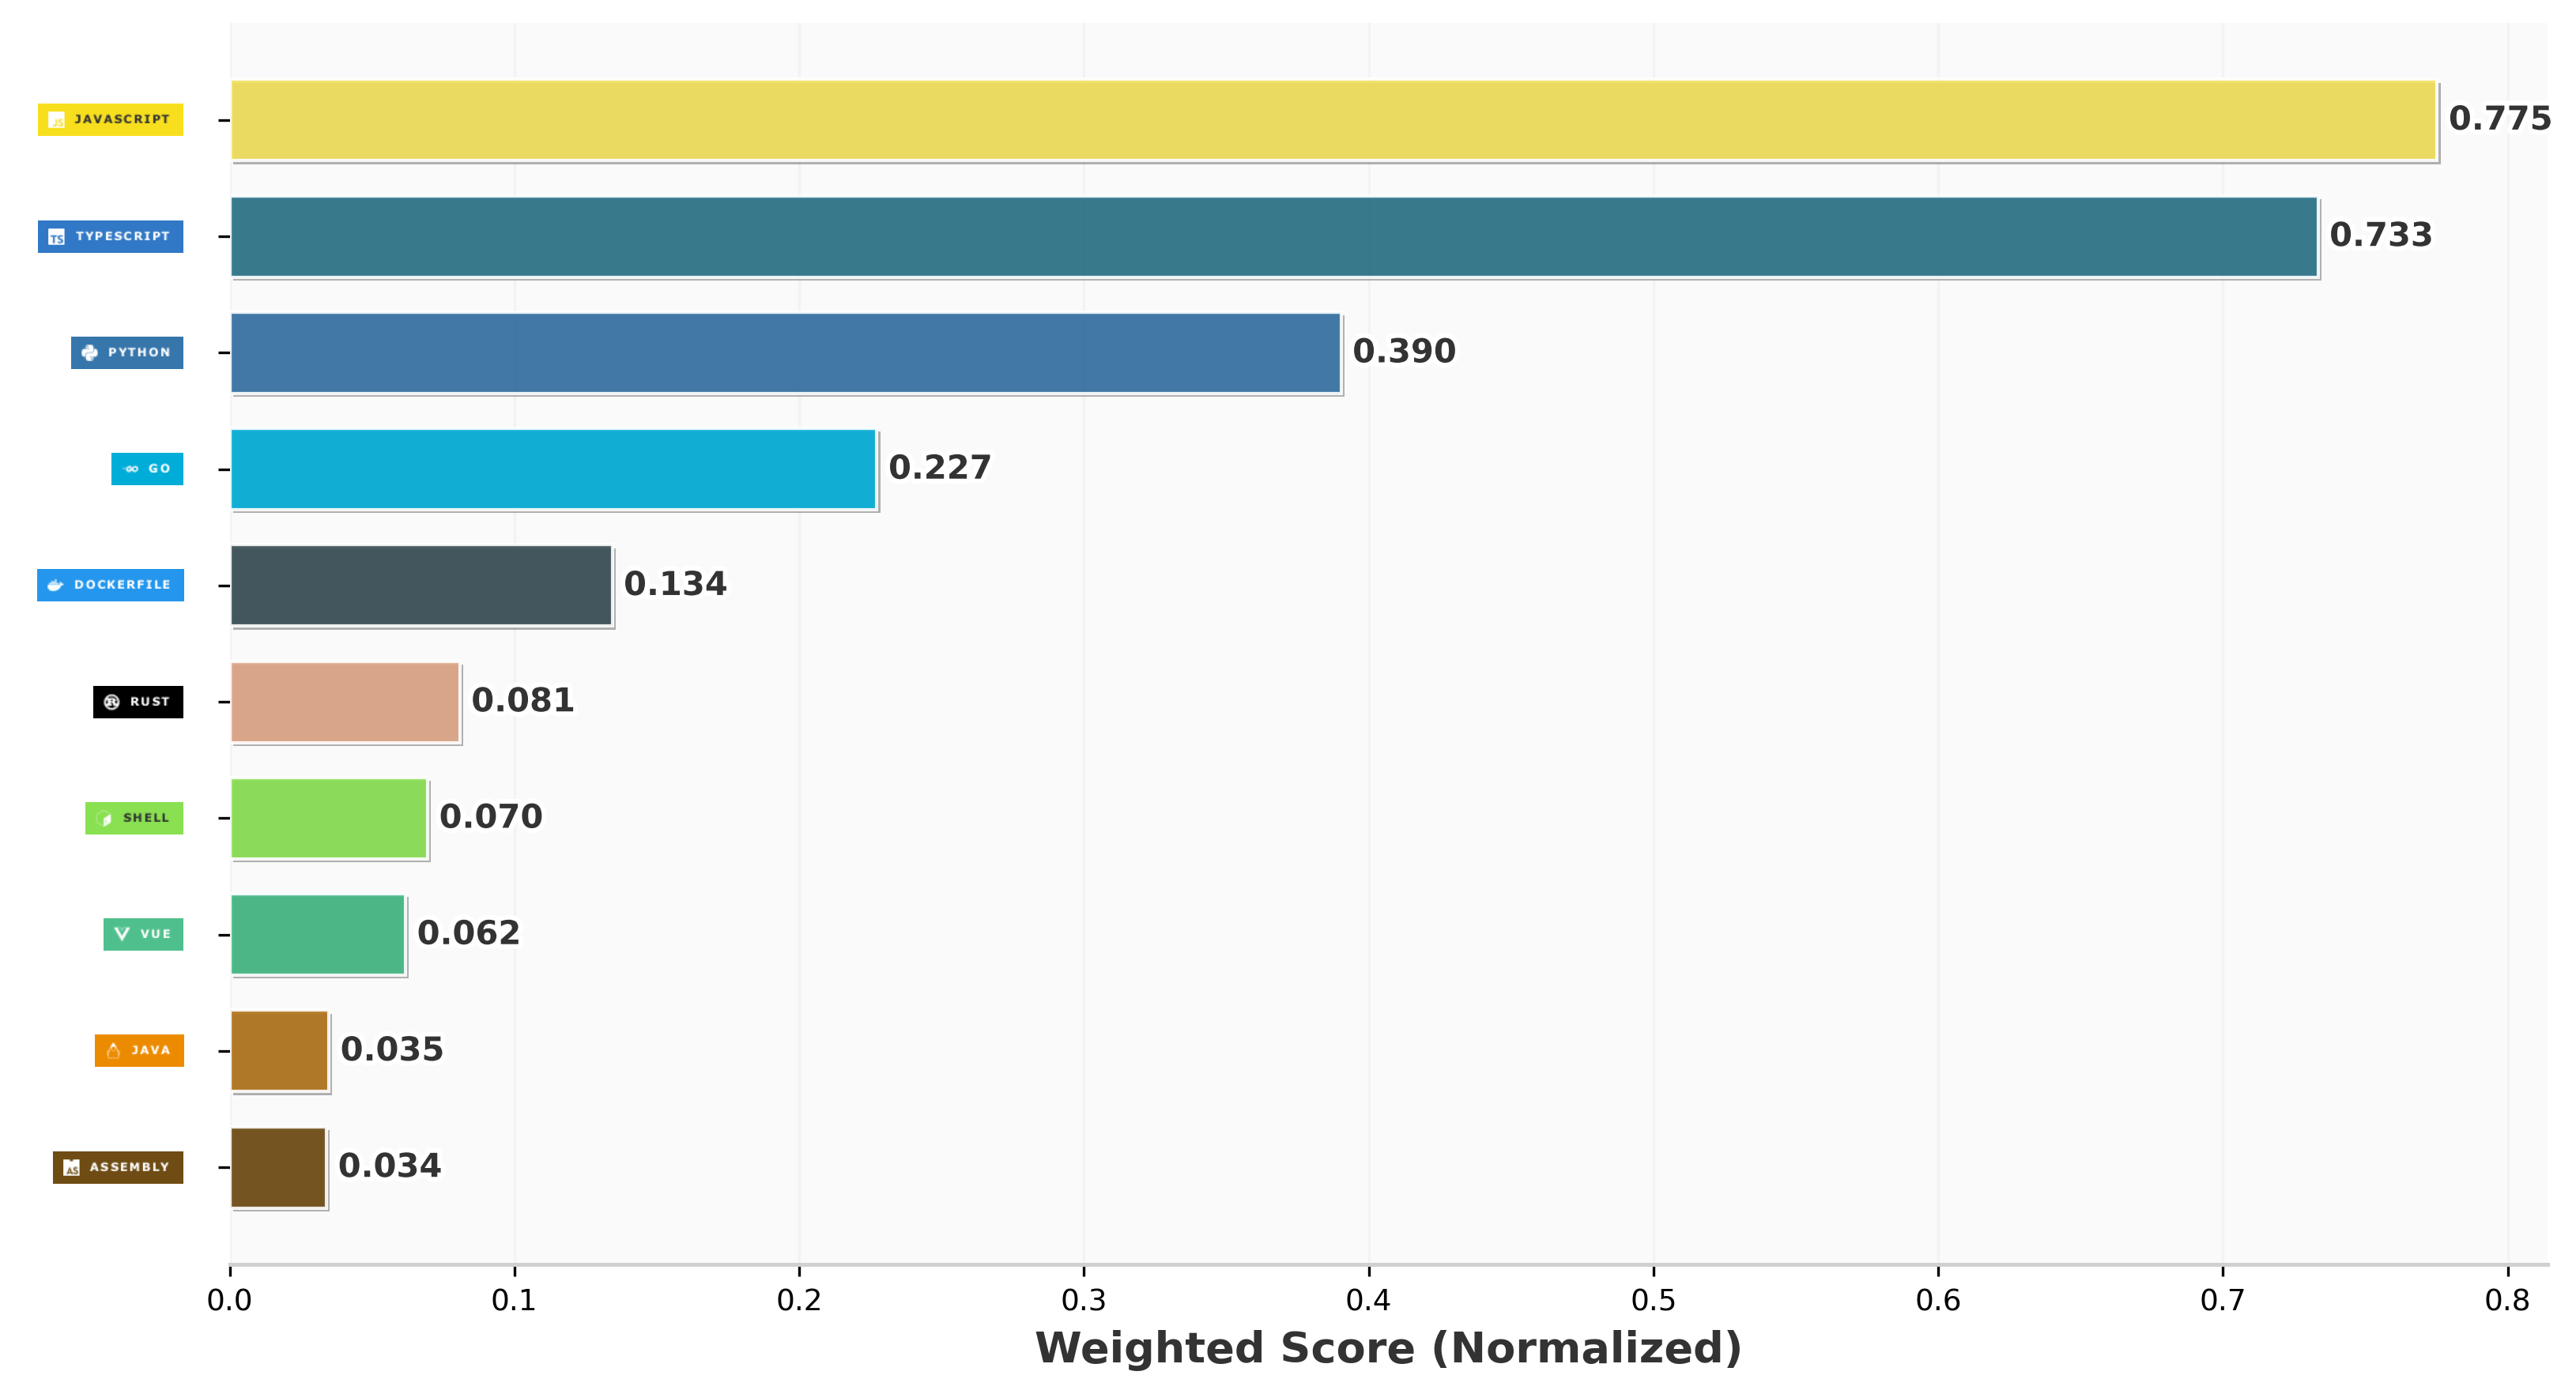 JAVASCRIPT 0.775
TYPESCRIPT 0.733
PYTHON 0.390
GO 0.227
DOCKERFILE 0.134
RUST 0.081
SHELL 0.070
VUE 0.062
JAVA 0.035
ASSEMBLY 0.034
0.0 0.1 0.2 0.3 0.4 0.5 0.6 0.7 0.8
Weighted Score (Normalized)